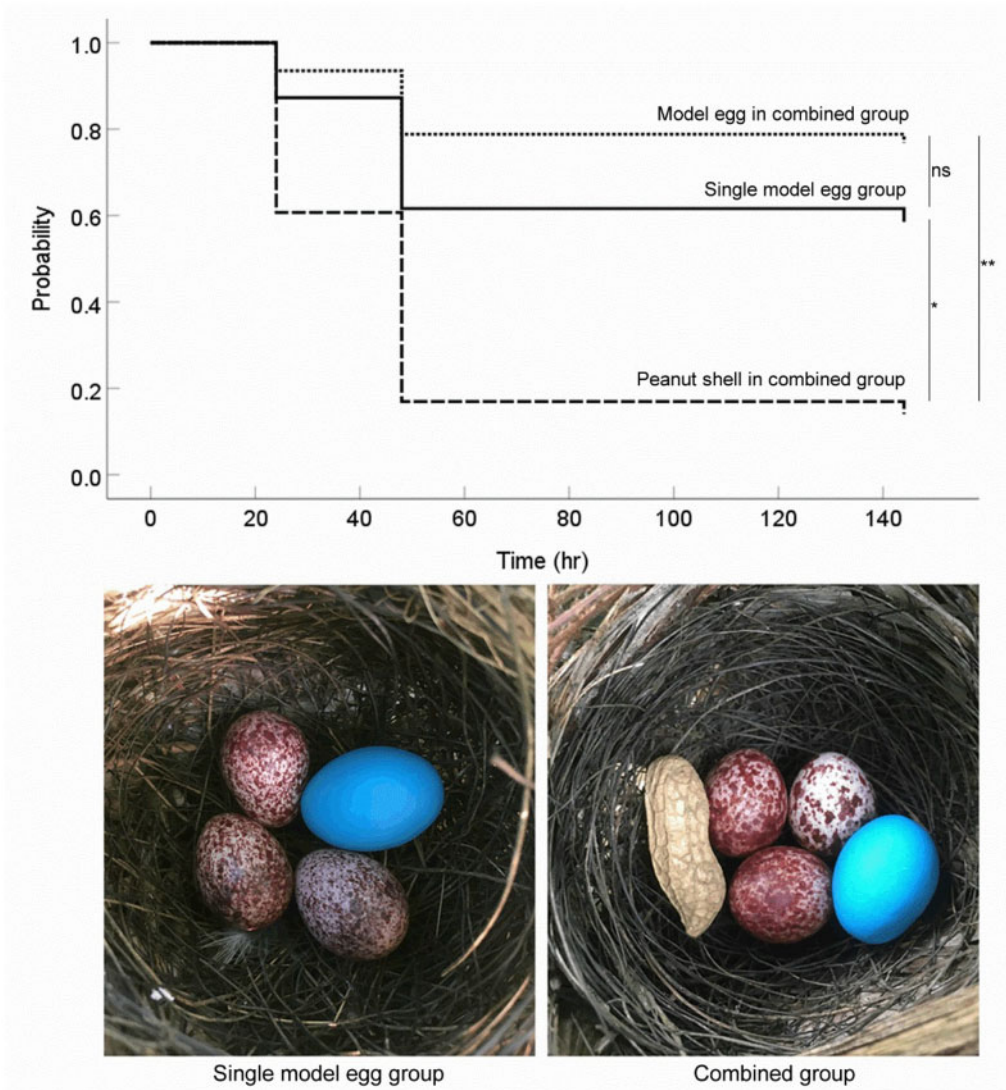 1.0
0.8
0.6
0.4
0.2
0.0
Probability
Model egg in combined group
Single model egg group
Peanut shell in combined group
ns
*
**
0 20 40 60 80 100 120 140
Time (hr)
Single model egg group
Combined group